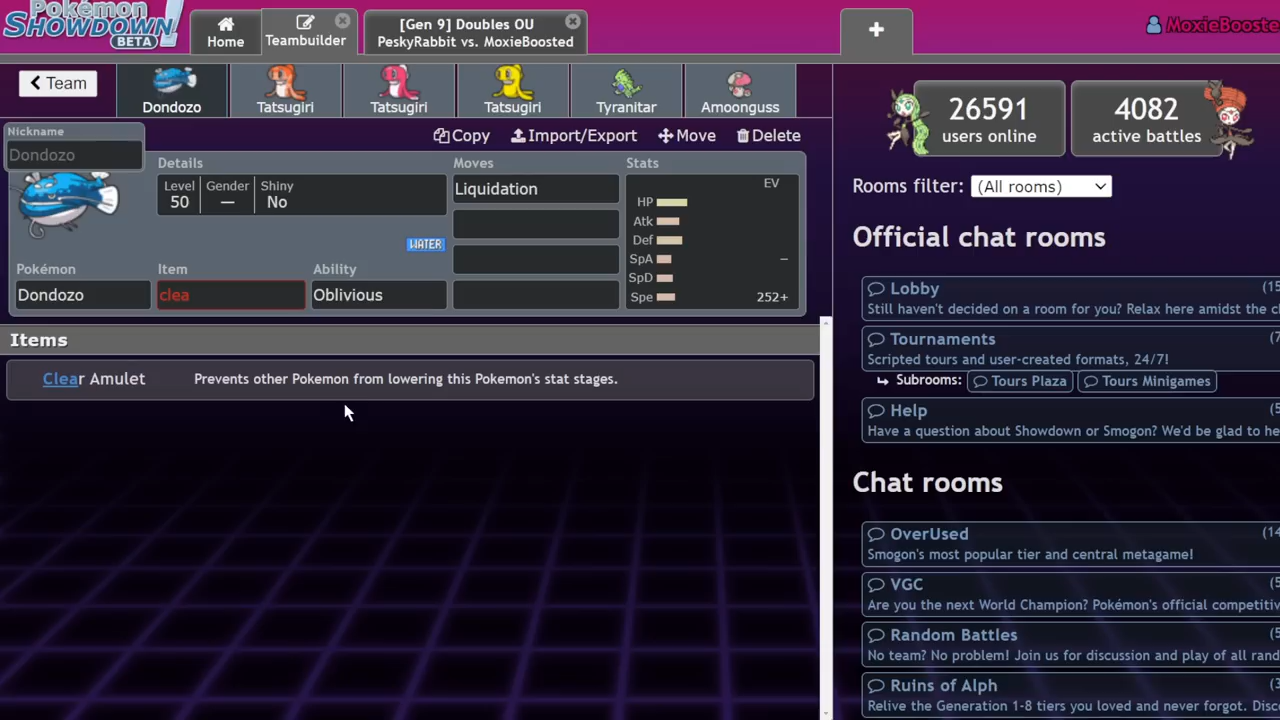 Pokémon
SHOWDOWN!
BETA
Home
Teambuilder
[Gen 9] Doubles OU
PeskyRabbit vs. MoxieBoosted
+
MoxieBooste
Team
Dondozo
Tatsugiri
Tatsugiri
Tatsugiri
Tyranitar
Amoonguss
26591
users online
4082
active battles
Nickname
Dondozo
Copy
Import/Export
Move
Delete
Details
Level
50
Gender
—
Shiny
No
WATER
Pokémon
Dondozo
Item
clea
Ability
Oblivious
Moves
Liquidation
Stats
EV
HP
Atk
Def
SpA –
SpD
Spe 252+
Items
Clear Amulet Prevents other Pokemon from lowering this Pokemon's stat stages.
Rooms filter: (All rooms)
Official chat rooms
Lobby (15
Still haven't decided on a room for you? Relax here amidst the c
Tournaments (7
Scripted tours and user-created formats, 24/7!
Subrooms: Tours Plaza Tours Minigames
Help (5
Have a question about Showdown or Smogon? We'd be glad to he
Chat rooms
OverUsed (14
Smogon's most popular tier and central metagame!
VGC (5
Are you the next World Champion? Pokémon's official competitiv
Random Battles (5
No team? No problem! Join us for discussion and play of all rand
Ruins of Alph (3
Relive the Generation 1-8 tiers you loved and never forgot. Disc